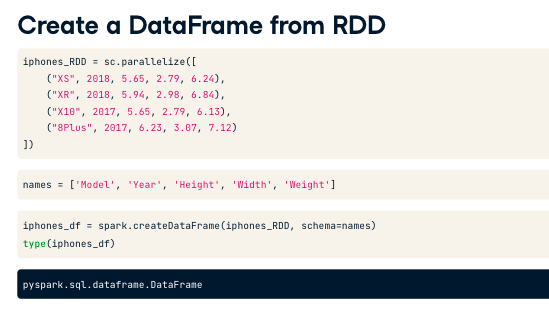 Create a DataFrame from RDD
iphones_RDD = sc.parallelize([
    ("XS", 2018, 5.65, 2.79, 6.24),
    ("XR", 2018, 5.94, 2.98, 6.84),
    ("X10", 2017, 5.65, 2.79, 6.13),
    ("8Plus", 2017, 6.23, 3.07, 7.12)
])
names = ['Model', 'Year', 'Height', 'Width', 'Weight']
iphones_df = spark.createDataFrame(iphones_RDD, schema=names)
type(iphones_df)
pyspark.sql.dataframe.DataFrame